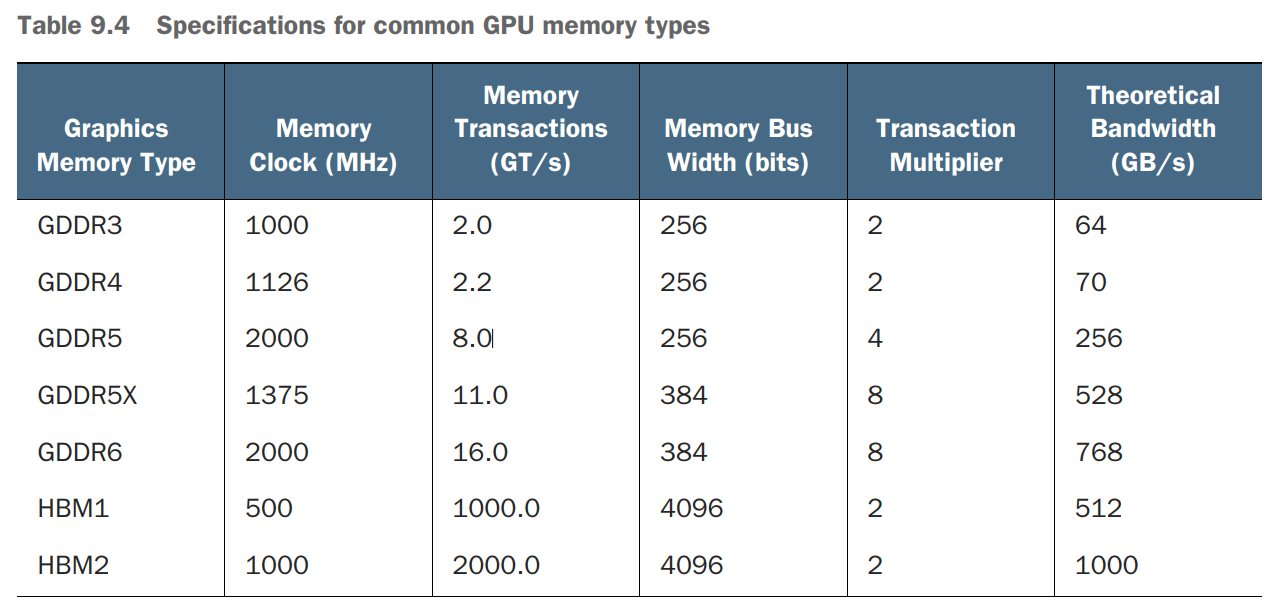 Table 9.4 Specifications for common GPU memory types
Graphics Memory Type | Memory Clock (MHz) | Memory Transactions (GT/s) | Memory Bus Width (bits) | Transaction Multiplier | Theoretical Bandwidth (GB/s)
GDDR3 1000 2.0 256 2 64
GDDR4 1126 2.2 256 2 70
GDDR5 2000 8.0 256 4 256
GDDR5X 1375 11.0 384 8 528
GDDR6 2000 16.0 384 8 768
HBM1 500 1000.0 4096 2 512
HBM2 1000 2000.0 4096 2 1000